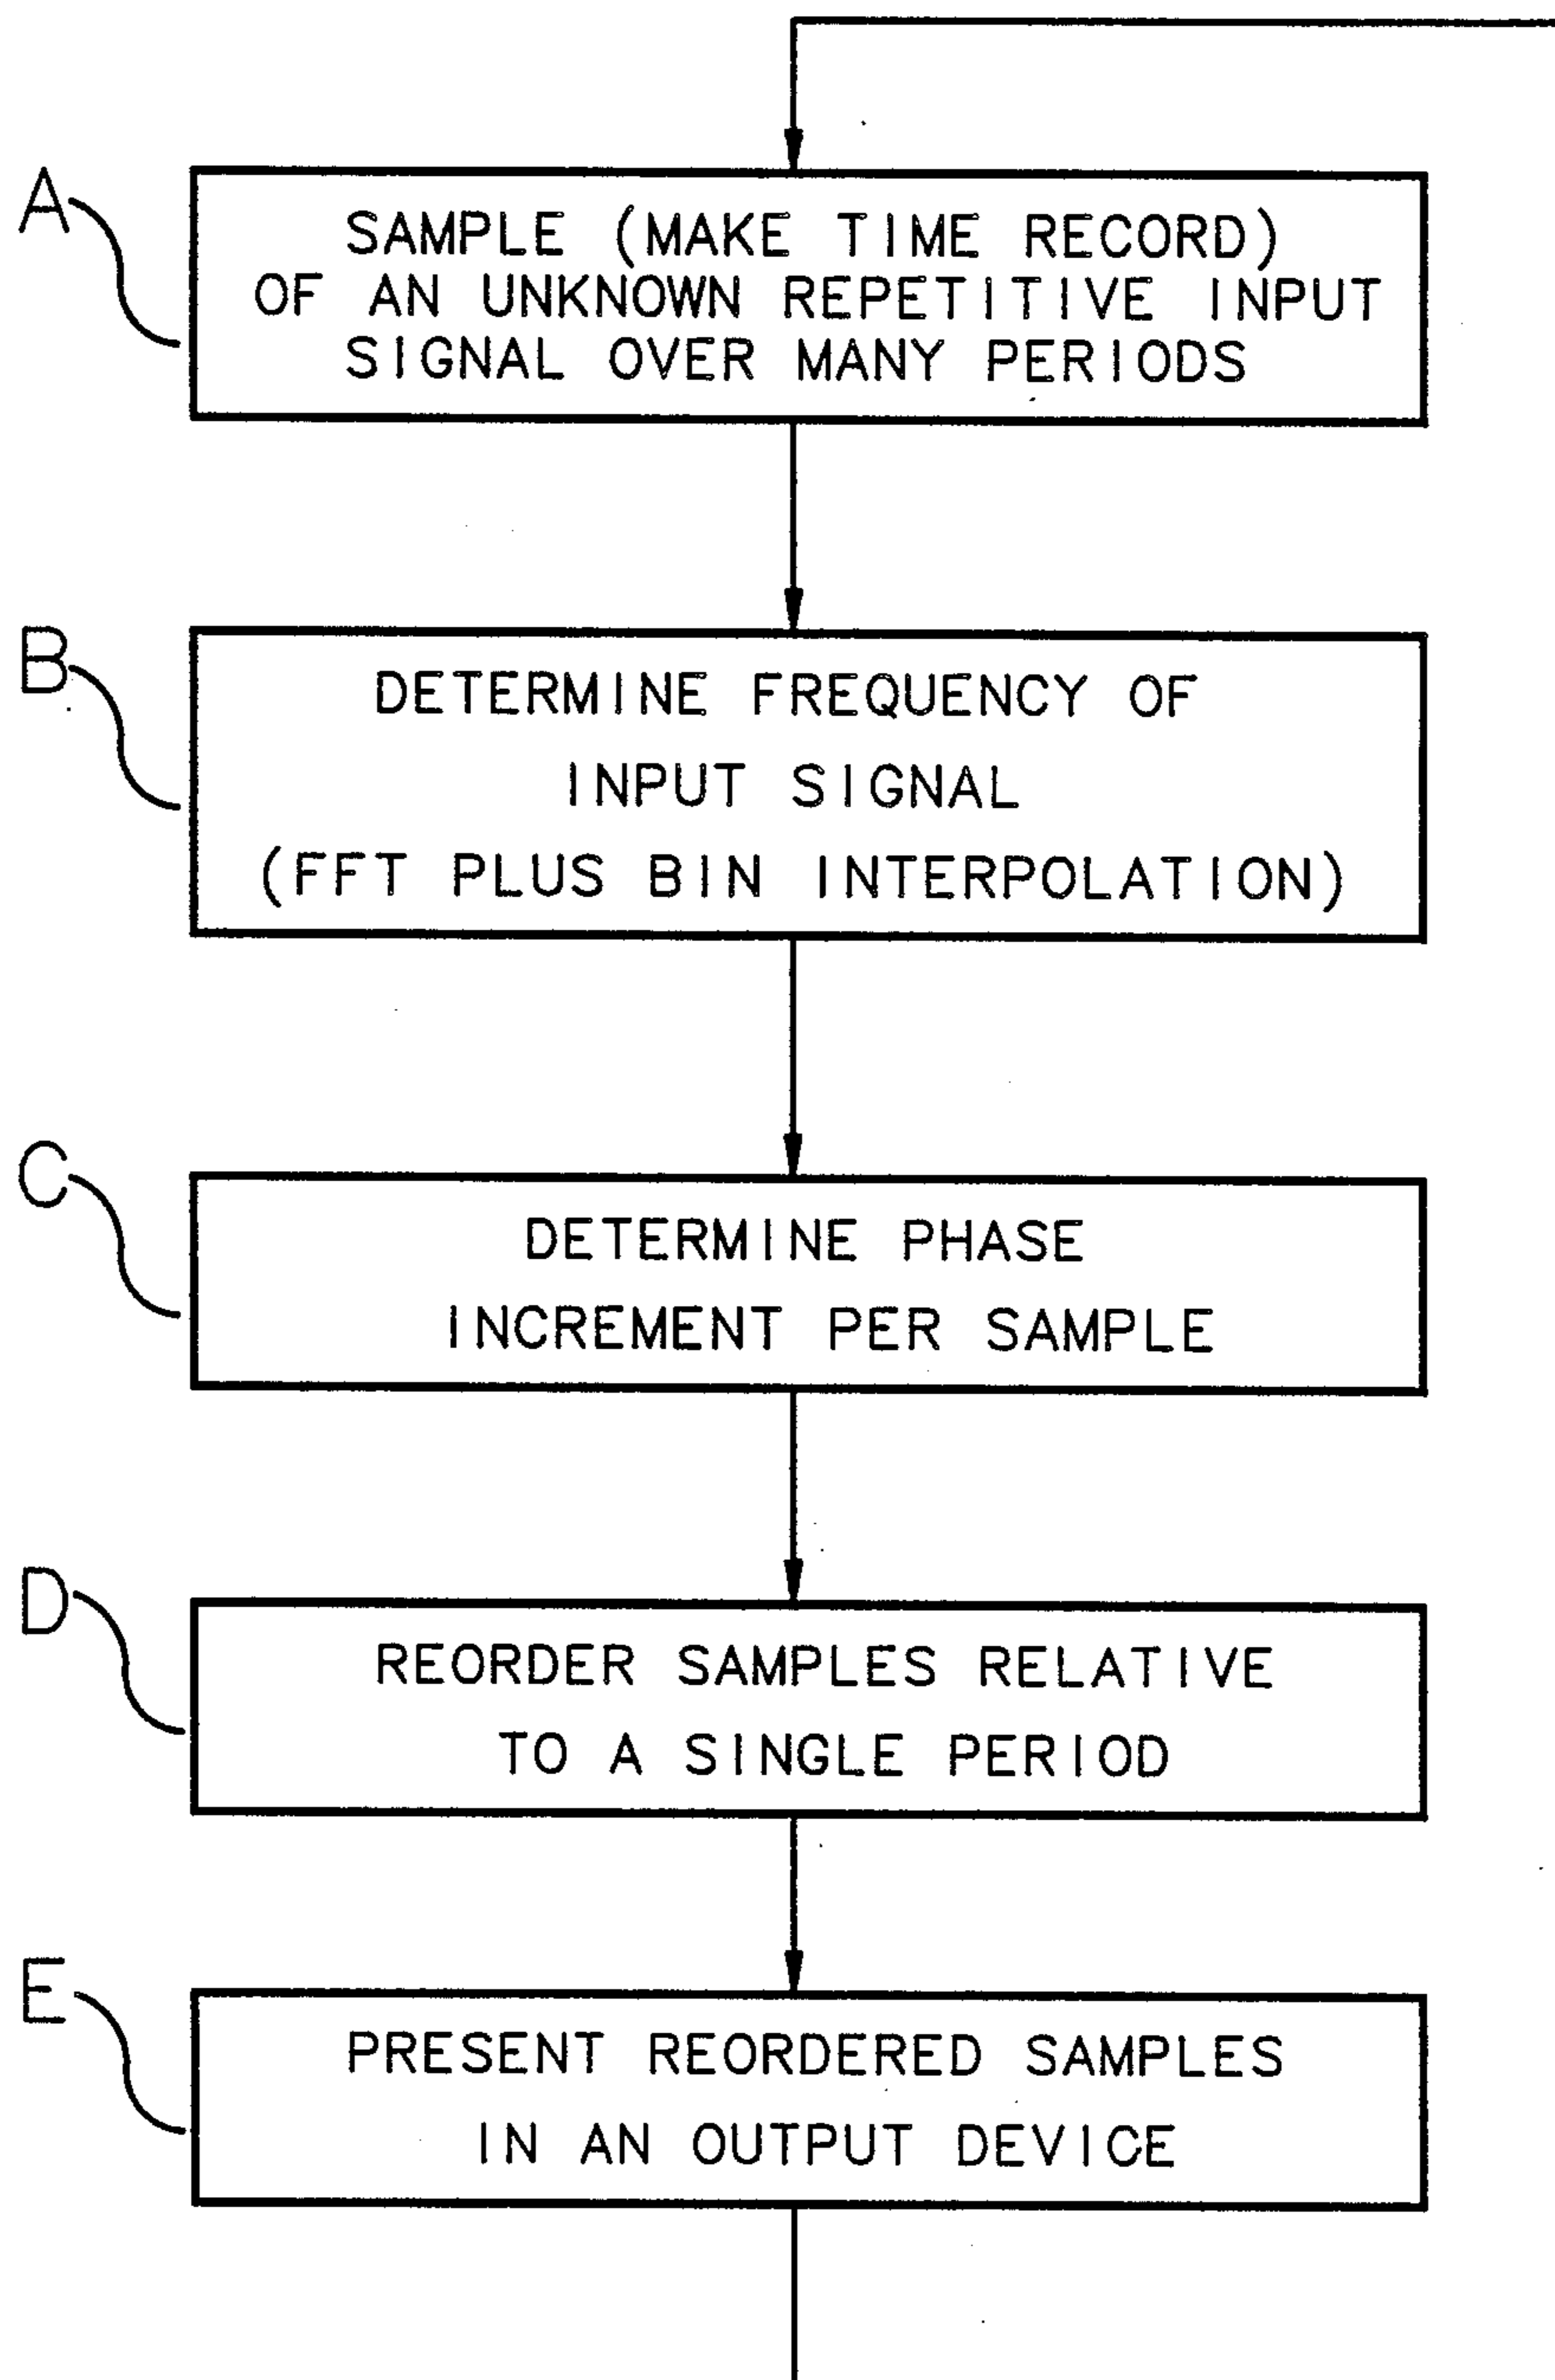 A
SAMPLE (MAKE TIME RECORD)
OF AN UNKNOWN REPETITIVE INPUT
SIGNAL OVER MANY PERIODS
B
DETERMINE FREQUENCY OF
INPUT SIGNAL
(FFT PLUS BIN INTERPOLATION)
C
DETERMINE PHASE
INCREMENT PER SAMPLE
D
REORDER SAMPLES RELATIVE
TO A SINGLE PERIOD
E
PRESENT REORDERED SAMPLES
IN AN OUTPUT DEVICE